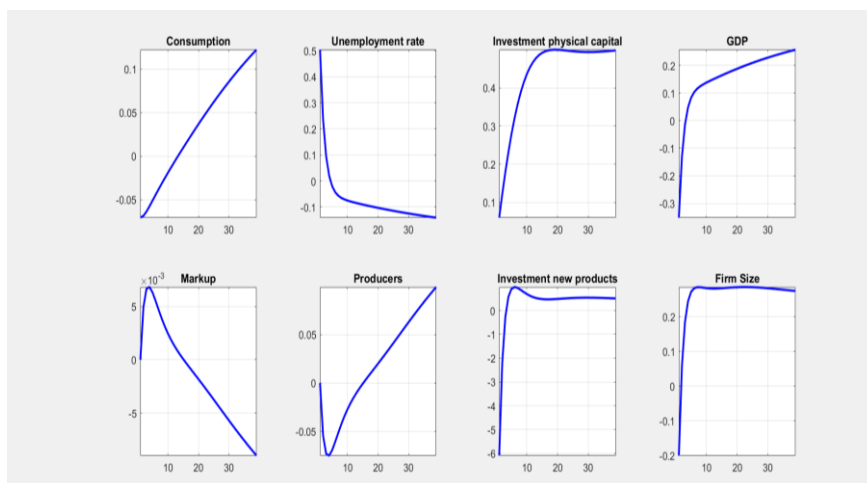 Consumption
0.1
0.05
0
-0.05
10 20 30
Unemployment rate
0.5
0.4
0.3
0.2
0.1
0
-0.1
10 20 30
Investment physical capital
0.4
0.3
0.2
0.1
10 20 30
GDP
0.2
0.1
0
-0.1
-0.2
-0.3
10 20 30
×10⁻³
Markup
5
0
-5
10 20 30
Producers
0.05
0
-0.05
10 20 30
Investment new products
0
-1
-2
-3
-4
-5
-6
10 20 30
Firm Size
0.2
0.1
0
-0.1
-0.2
10 20 30